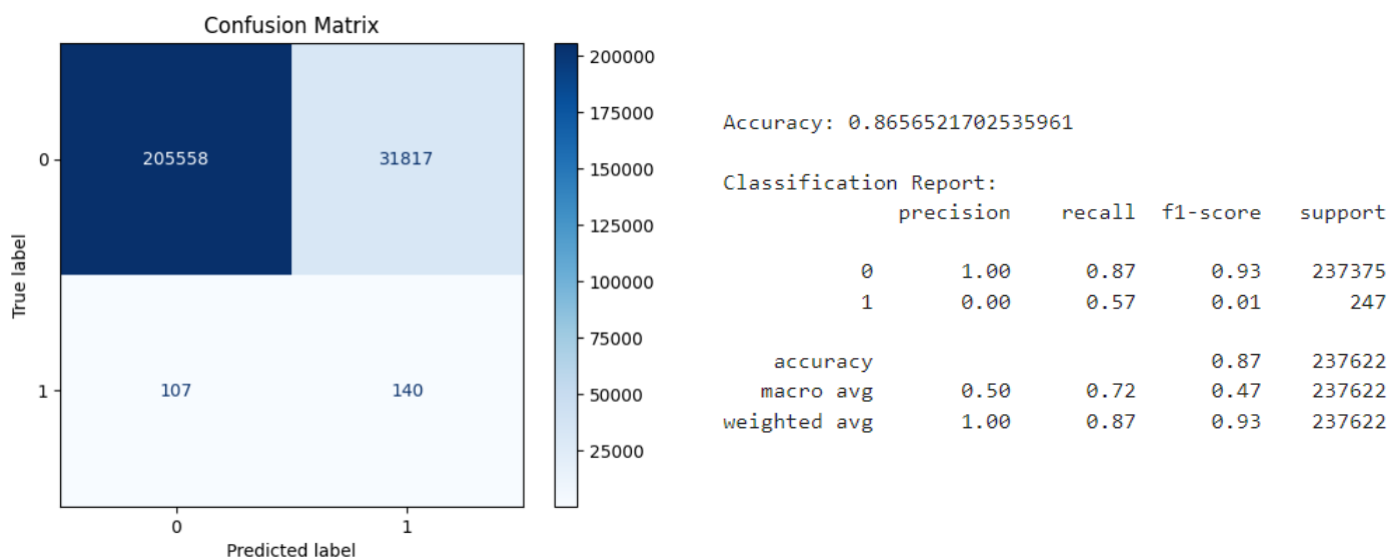 Confusion Matrix
True label
0
205558
31817
1
107
140
0
1
Predicted label
200000
175000
150000
125000
100000
75000
50000
25000
Accuracy: 0.8656521702535961
Classification Report:
precision recall f1-score support
0 1.00 0.87 0.93 237375
1 0.00 0.57 0.01 247
accuracy 0.87 237622
macro avg 0.50 0.72 0.47 237622
weighted avg 1.00 0.87 0.93 237622